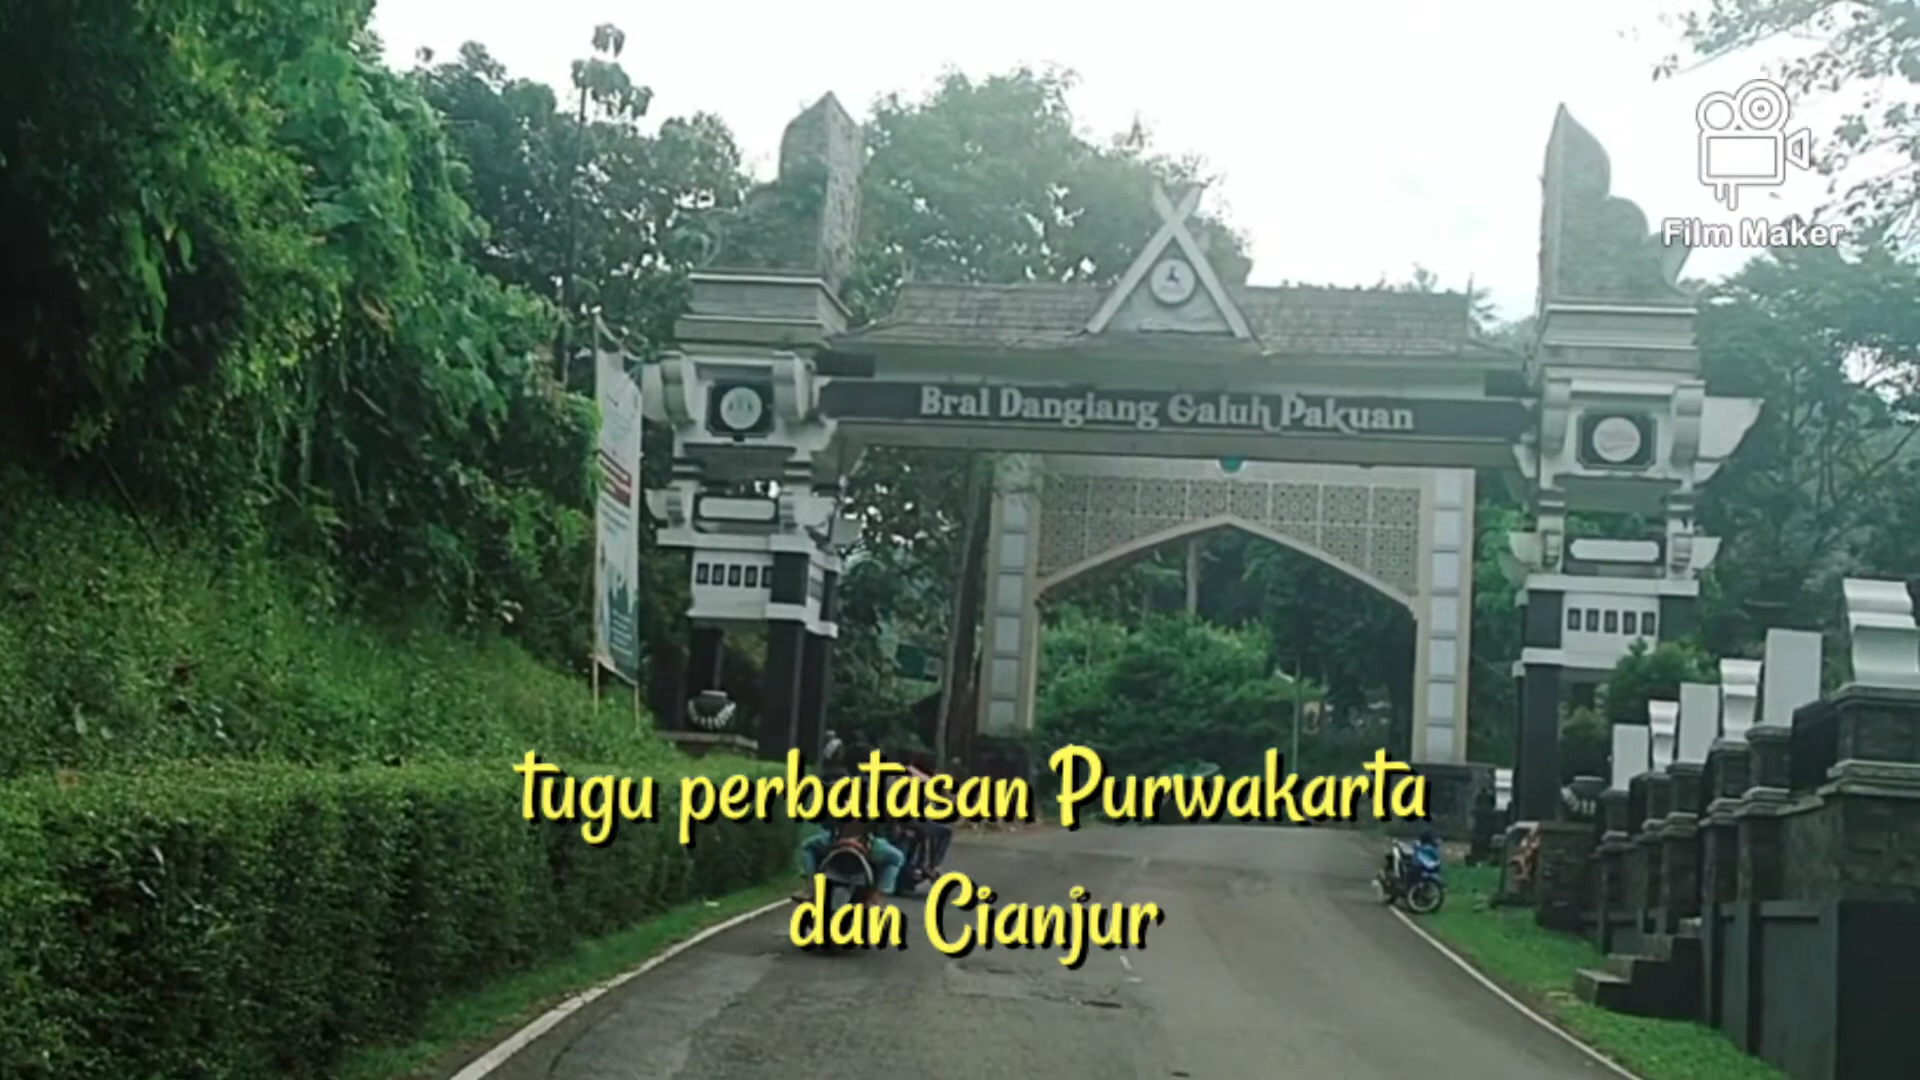 Film Maker
Bral Dangiang Galuh Pakuan
tugu perbatasan Purwakarta
dan Cianjur